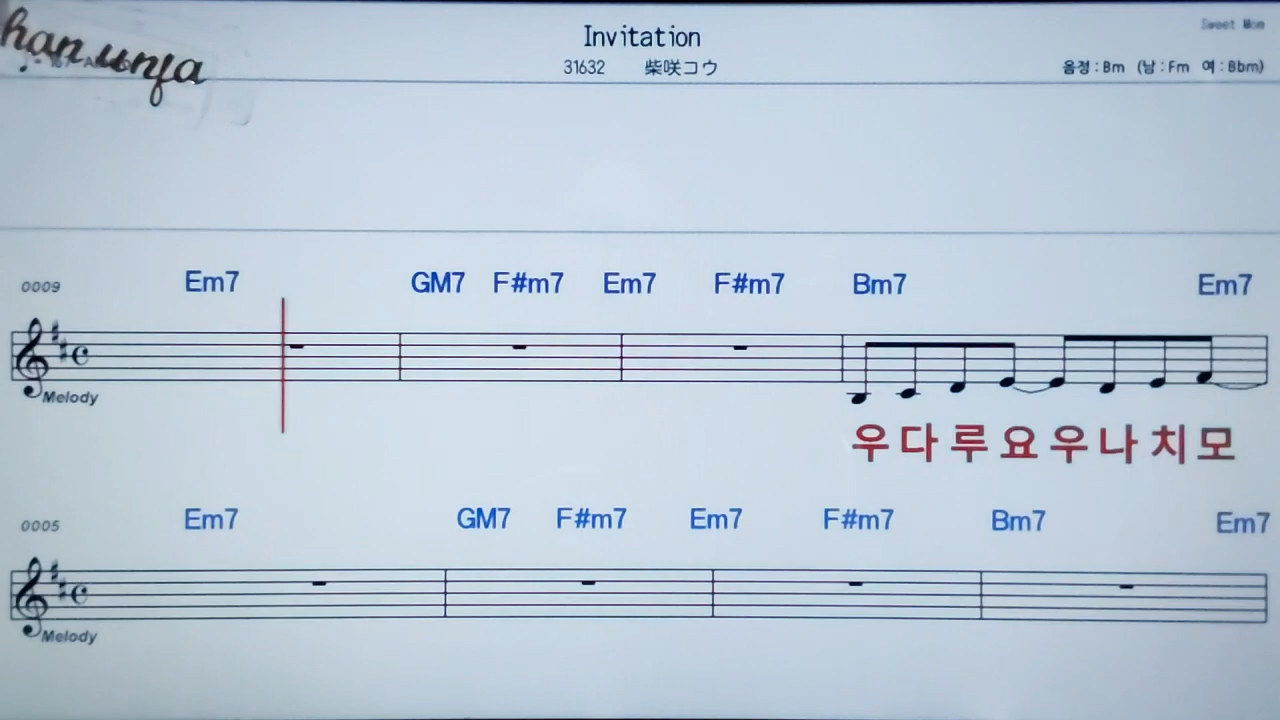 Sweet Mom
han unja
Invitation
31632 柴咲コウ
음정:Bm (남:Fm 여:Bbm)
0009 Em7 GM7 F#m7 Em7 F#m7 Bm7 Em7
Melody
우다루요우나치모
0005 Em7 GM7 F#m7 Em7 F#m7 Bm7 Em7
Melody